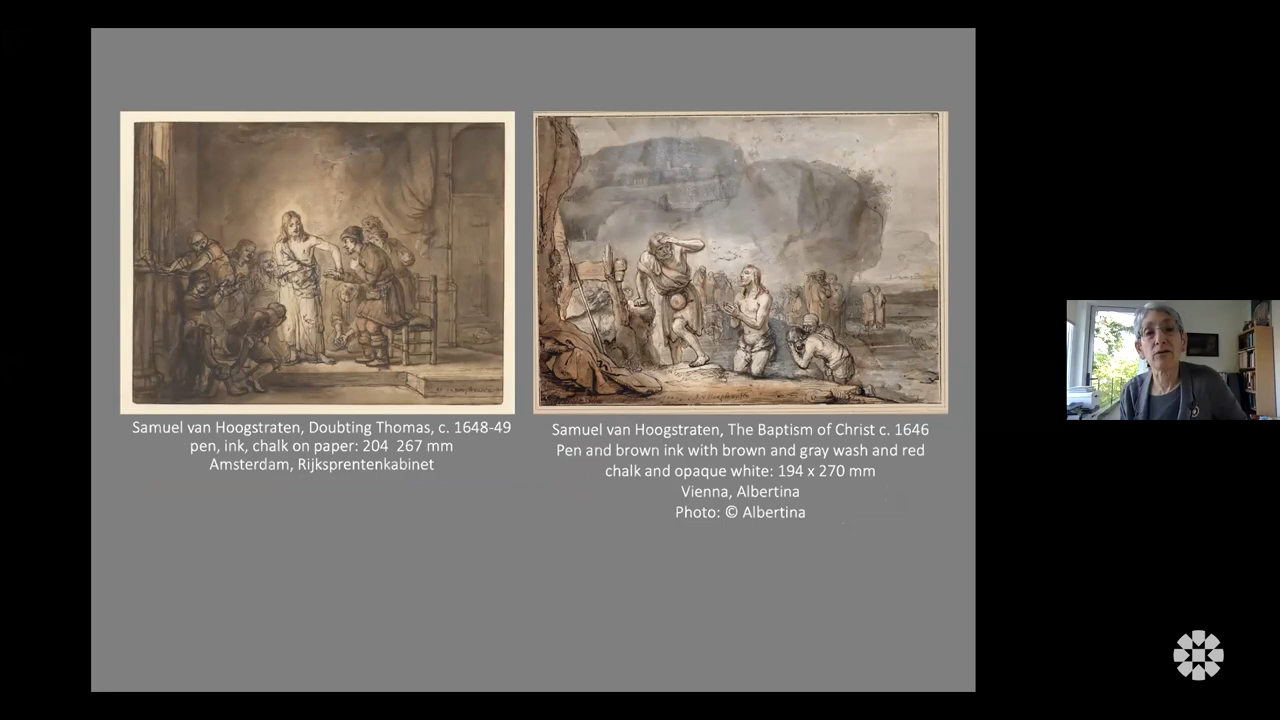 Samuel van Hoogstraten, Doubting Thomas, c. 1648-49
pen, ink, chalk on paper: 204 267 mm
Amsterdam, Rijksprentenkabinet
Samuel van Hoogstraten, The Baptism of Christ c. 1646
Pen and brown ink with brown and gray wash and red
chalk and opaque white: 194 x 270 mm
Vienna, Albertina
Photo: © Albertina